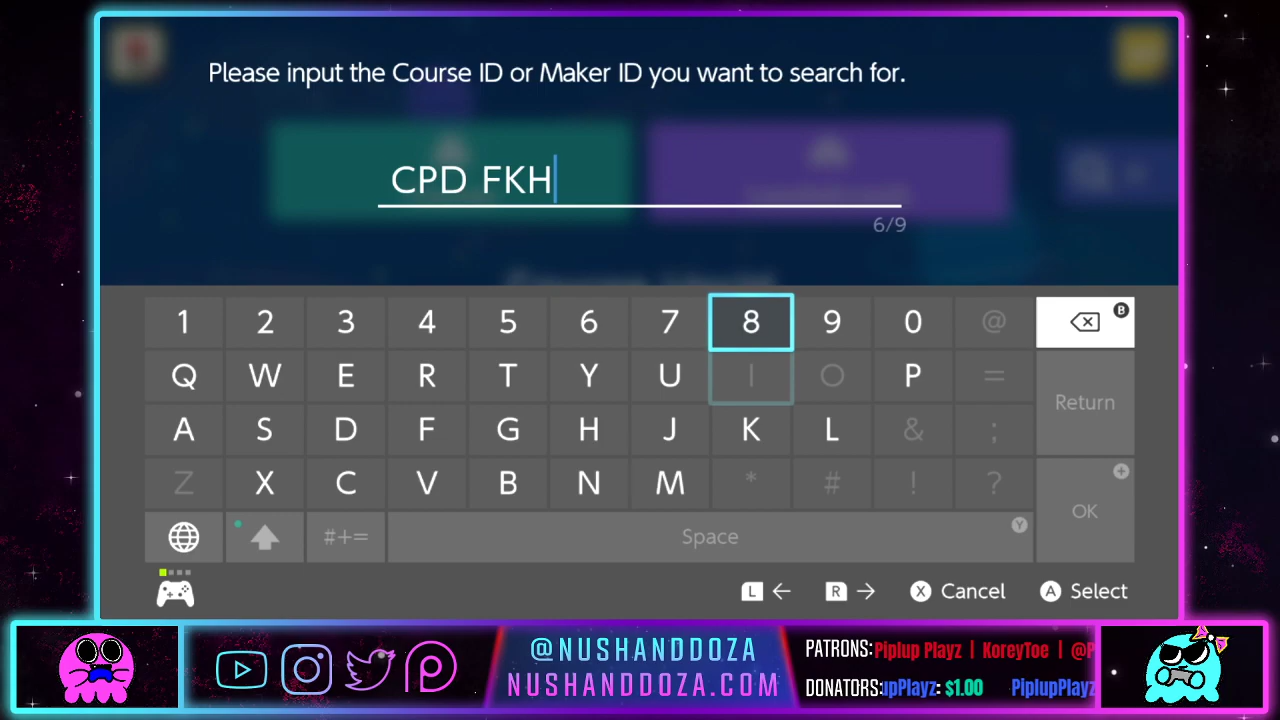 Please input the Course ID or Maker ID you want to search for.
CPD FKH
6/9
1 2 3 4 5 6 7 8 9 0 @ B
Q W E R T Y U I O P = Return
A S D F G H J K L & ;
Z X C V B N M * # ! ? + OK
#+= Space Y
L ← R → X Cancel A Select
@NUSHANDDOZA
NUSHANDDOZA.COM
PATRONS: Piplup Playz | KoreyToe | @P
DONATORS: upPlayz: $1.00 PiplupPlayz